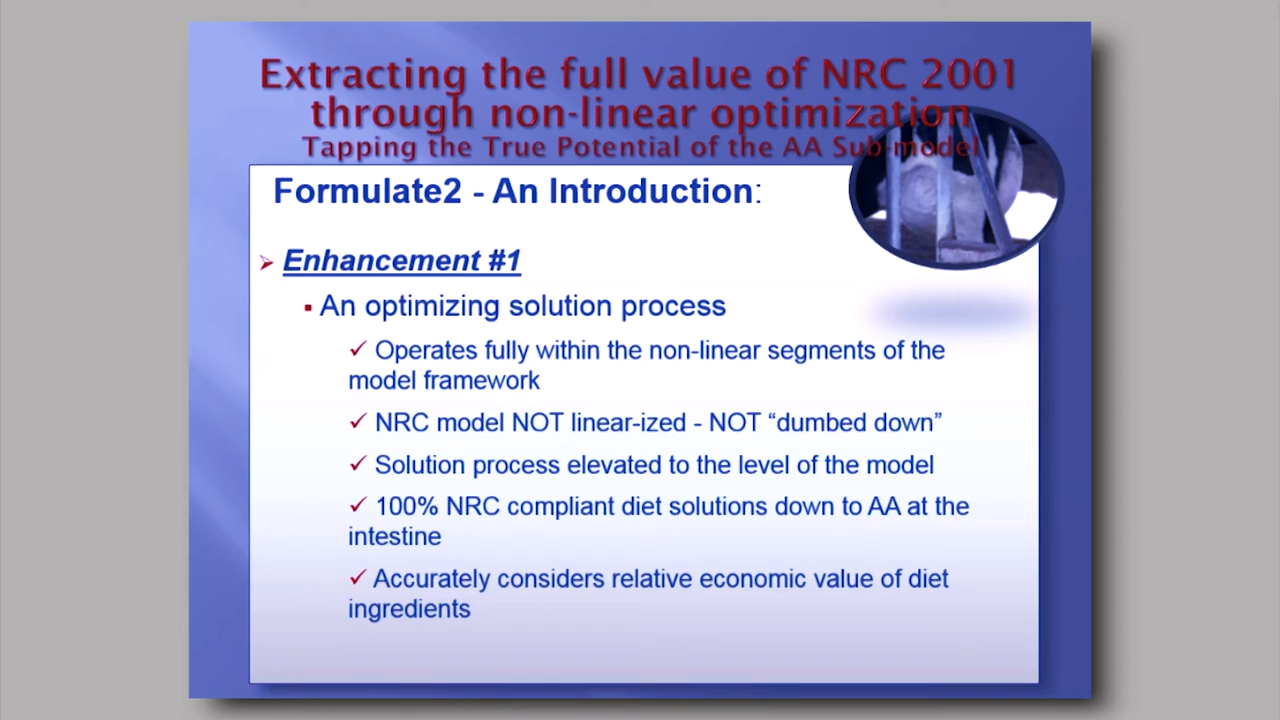 Extracting the full value of NRC 2001
through non-linear optimization
Tapping the True Potential of the AA Sub-model
Formulate2 - An Introduction:
➢ Enhancement #1
▪ An optimizing solution process
✓ Operates fully within the non-linear segments of the
model framework
✓ NRC model NOT linear-ized - NOT “dumbed down”
✓ Solution process elevated to the level of the model
✓ 100% NRC compliant diet solutions down to AA at the
intestine
✓ Accurately considers relative economic value of diet
ingredients